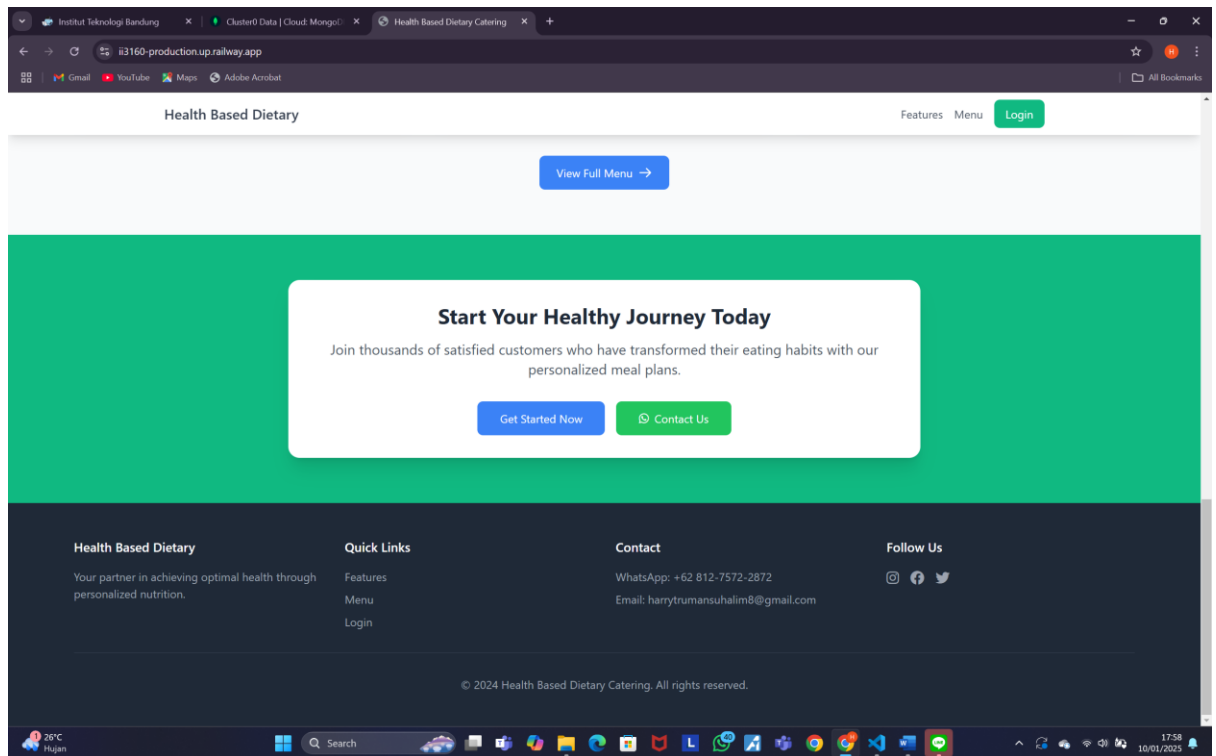 Institut Teknologi Bandung
Cluster0 Data | Cloud: MongoD
Health Based Dietary Catering
ii3160-production.up.railway.app
H
Gmail
YouTube
Maps
Adobe Acrobat
All Bookmarks
Health Based Dietary
Features
Menu
Login
View Full Menu →
Start Your Healthy Journey Today
Join thousands of satisfied customers who have transformed their eating habits with our
personalized meal plans.
Get Started Now
Contact Us
Health Based Dietary
Your partner in achieving optimal health through
personalized nutrition.
Quick Links
Features
Menu
Login
Contact
WhatsApp: +62 812-7572-2872
Email: harrytrumansuhalim8@gmail.com
Follow Us
© 2024 Health Based Dietary Catering. All rights reserved.
1
26°C
Hujan
Search
L
40
17:58
10/01/2025